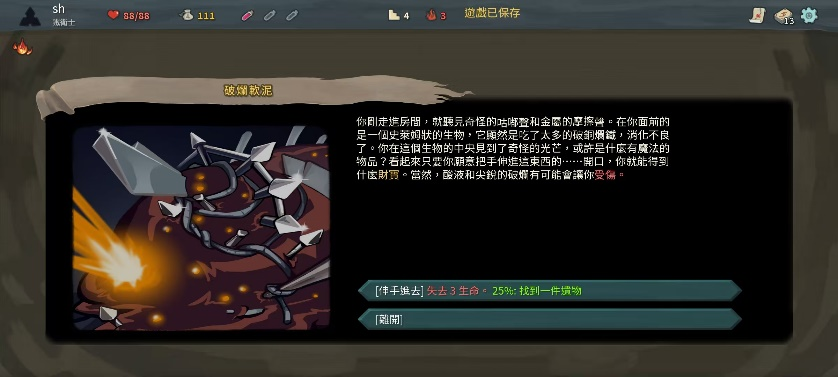 sh
鐵衛士
88/88
111
4
3
遊戲已保存
13
破爛軟泥
你剛走進房間，就聽見奇怪的咕嘟聲和金屬的摩擦聲。在你面前的
是一個史萊姆狀的生物，它顯然是吃了太多的破銅爛鐵，消化不良
了。你在這個生物的中央見到了奇怪的光芒，或許是什麼有魔法的
物品？看起來只要你願意把手伸進這東西的……開口，你就能得到
什麼財寶。當然，酸液和尖銳的破爛有可能會讓你受傷。
[伸手進去] 失去 3 生命。 25%: 找到一件遺物
[離開]